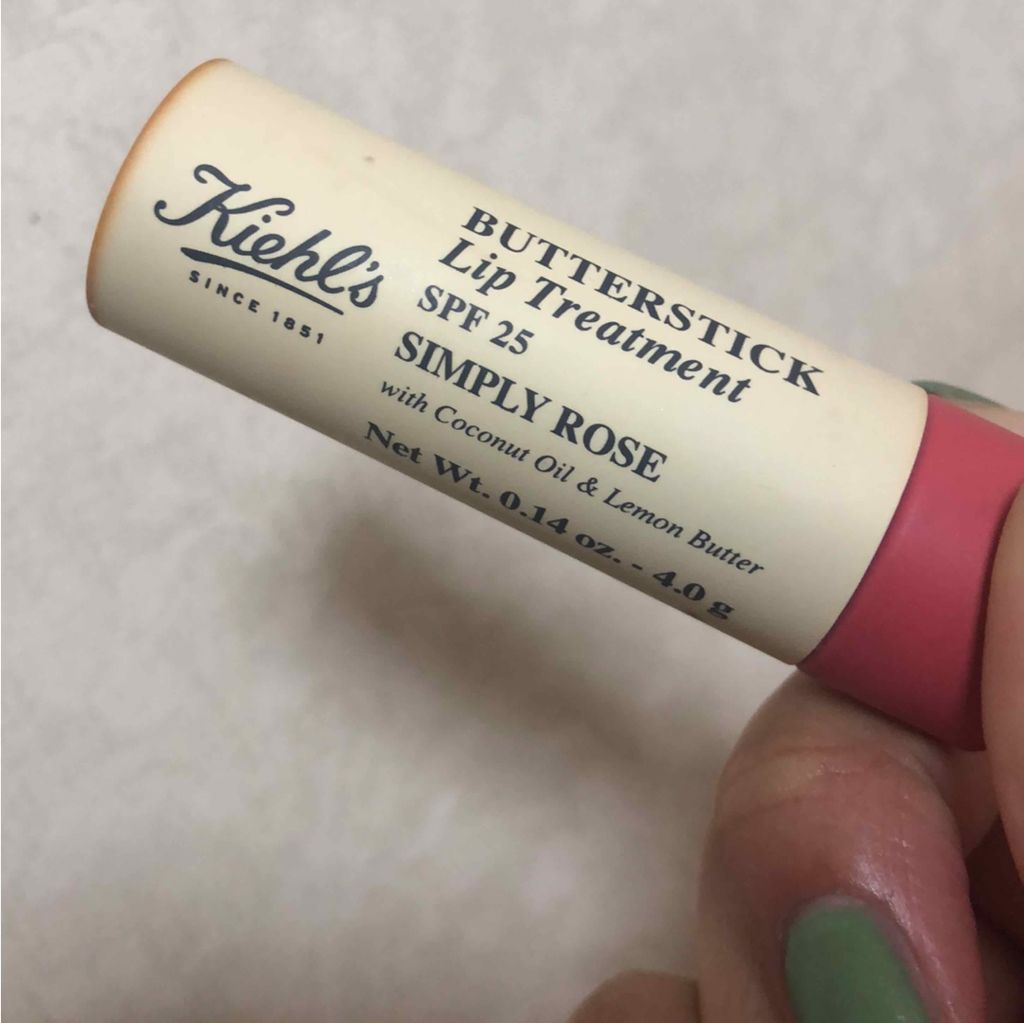 Kiehl's
SINCE 1851
BUTTERSTICK
Lip Treatment
SPF 25
SIMPLY ROSE
with Coconut Oil & Lemon Butter
Net Wt. 0.14 oz. - 4.0 g